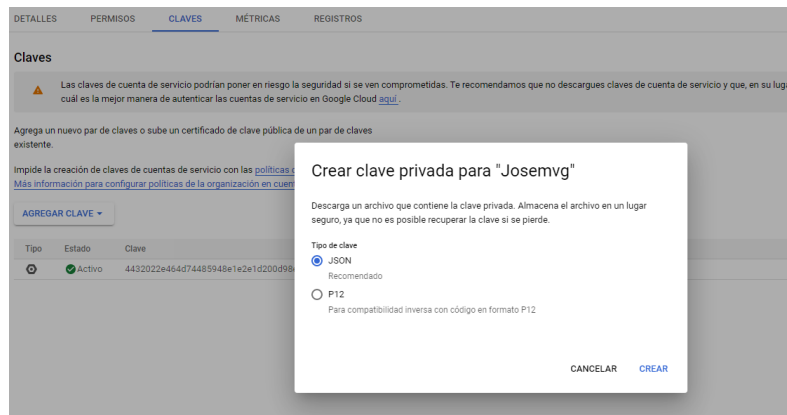 DETALLES PERMISOS CLAVES MÉTRICAS REGISTROS
Claves
Las claves de cuenta de servicio podrían poner en riesgo la seguridad si se ven comprometidas. Te recomendamos que no descargues claves de cuenta de servicio y que, en su
cuál es la mejor manera de autenticar las cuentas de servicio en Google Cloud aquí .
Agrega un nuevo par de claves o sube un certificado de clave pública de un par de claves
existente.
Impide la creación de claves de cuentas de servicio con las políticas
Más información para configurar políticas de la organización en
AGREGAR CLAVE
Tipo Estado Clave
Activo
Crear clave privada para "Josemvg"
Descarga un archivo que contiene la clave privada. Almacena el archivo en un lugar
seguro, ya que no es posible recuperar la clave si se pierde.
Tipo de clave
JSON
Recomendado
P12
Para compatibilidad inversa con código en formato P12
CANCELAR CREAR